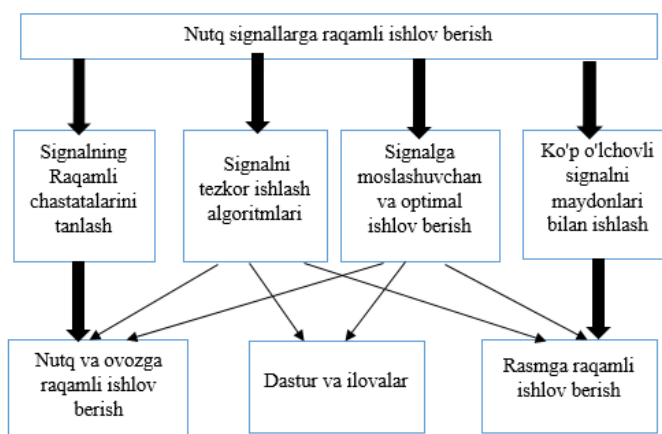 Nutq signallarga raqamli ishlov berish
Signalning
Raqamli
chastatalarini
tanlash
Signalni
tezkor ishlash
algoritmlari
Signalga
moslashuvchan
va optimal
ishlov berish
Ko'p o'lchovli
signalni
maydonlari
bilan ishlash
Nutq va ovozga
raqamli ishlov
berish
Dastur va ilovalar
Rasmga raqamli
ishlov berish